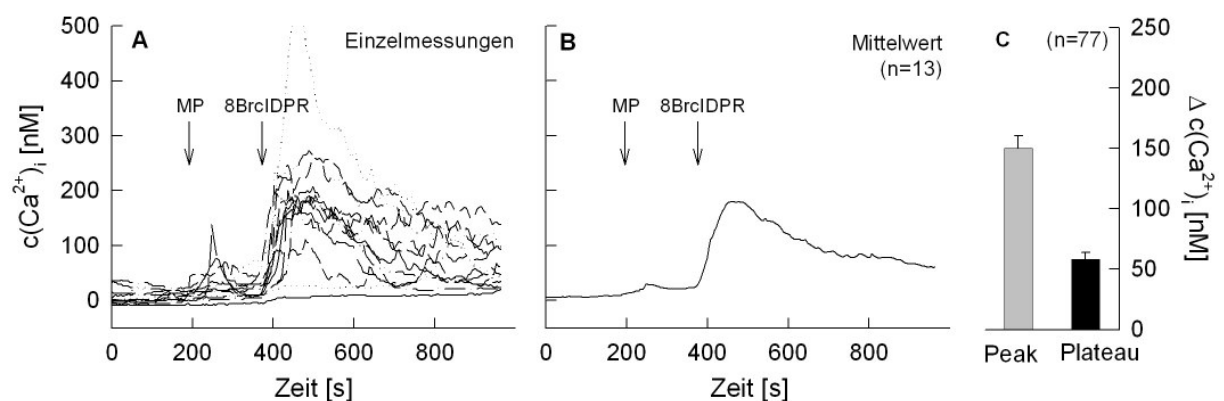 A
Einzelmessungen
MP
8BrcIDPR
500
400
300
200
100
0
c(Ca²⁺)ᵢ [nM]
0 200 400 600 800
Zeit [s]
B
Mittelwert
(n=13)
MP
8BrcIDPR
0 200 400 600 800
Zeit [s]
C
(n=77)
250
200
150
100
50
0
Δ c(Ca²⁺)ᵢ [nM]
Peak
Plateau